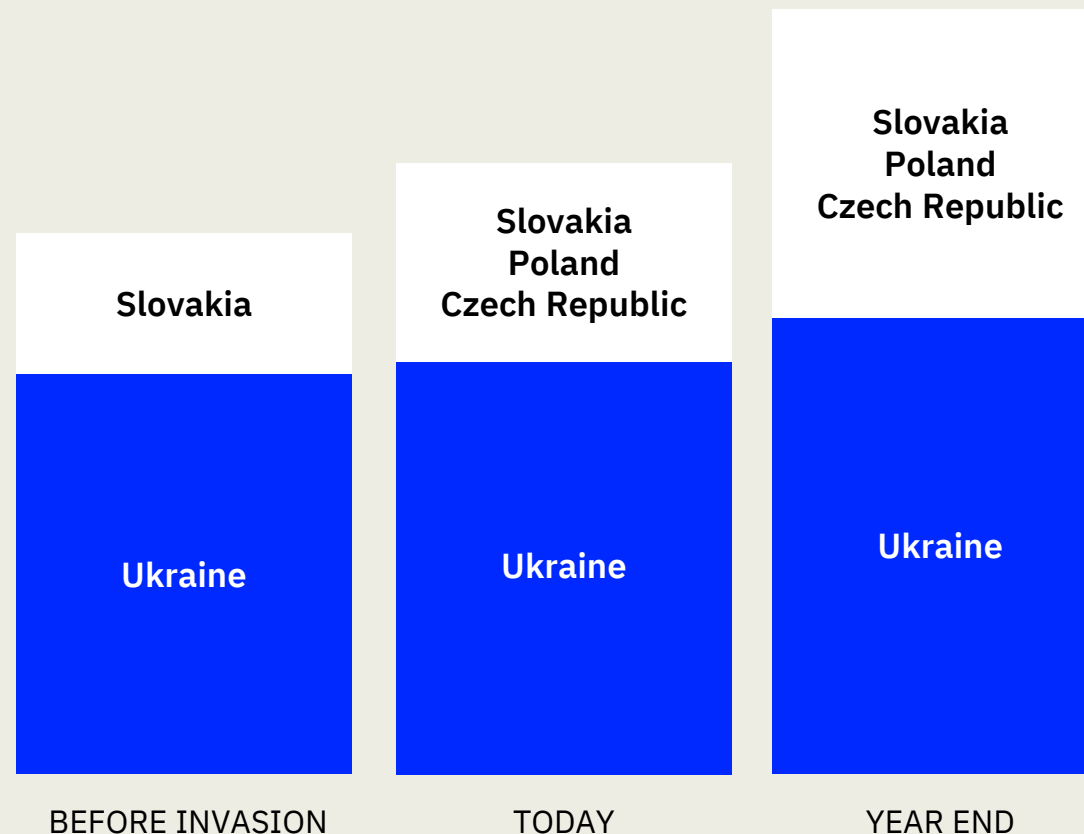 Slovakia
Ukraine
BEFORE INVASION
Slovakia
Poland
Czech Republic
Ukraine
TODAY
Slovakia
Poland
Czech Republic
Ukraine
YEAR END